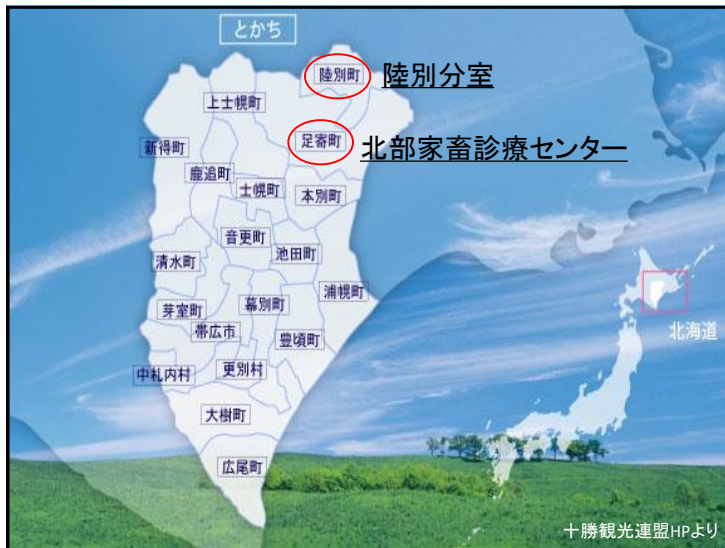 とかち
陸別町 陸別分室
上士幌町
足寄町 北部家畜診療センター
新得町
鹿追町
士幌町
本別町
音更町
池田町
清水町
浦幌町
芽室町
幕別町
帯広市
豊頃町
北海道
中札内村
更別村
大樹町
広尾町
十勝観光連盟HPより